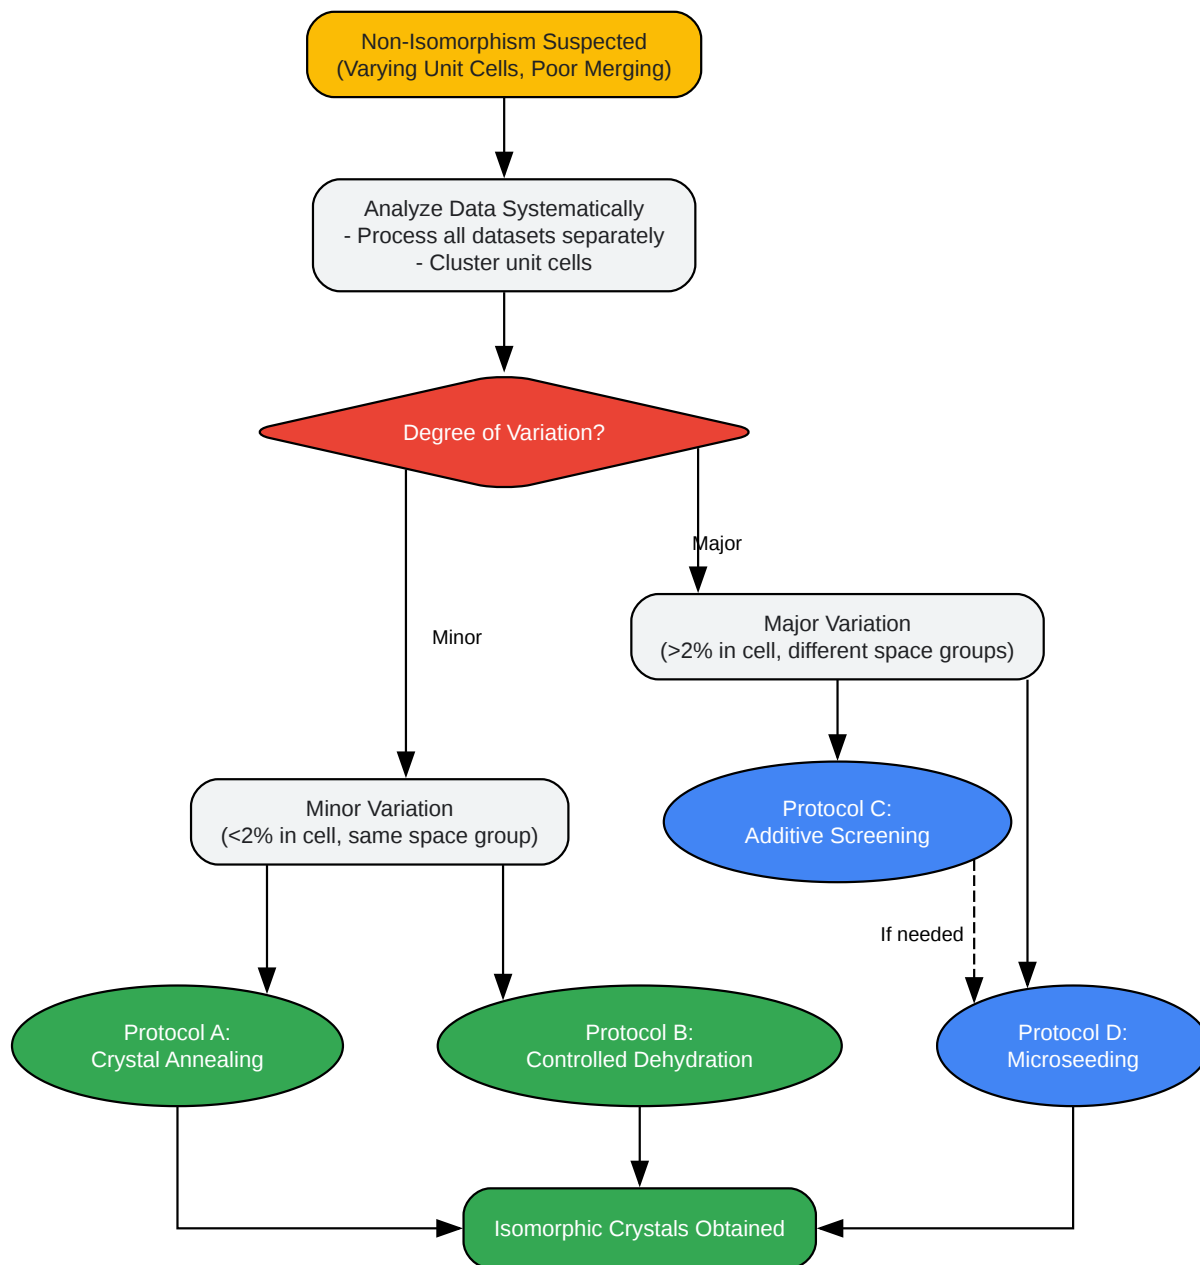 Non-Isomorphism Suspected
(Varying Unit Cells, Poor Merging)
Analyze Data Systematically
- Process all datasets separately
- Cluster unit cells
Degree of Variation?
Major
Minor
Major Variation
(>2% in cell, different space groups)
Minor Variation
(<2% in cell, same space group)
Protocol C:
Additive Screening
If needed
Protocol A:
Crystal Annealing
Protocol B:
Controlled Dehydration
Protocol D:
Microseeding
Isomorphic Crystals Obtained